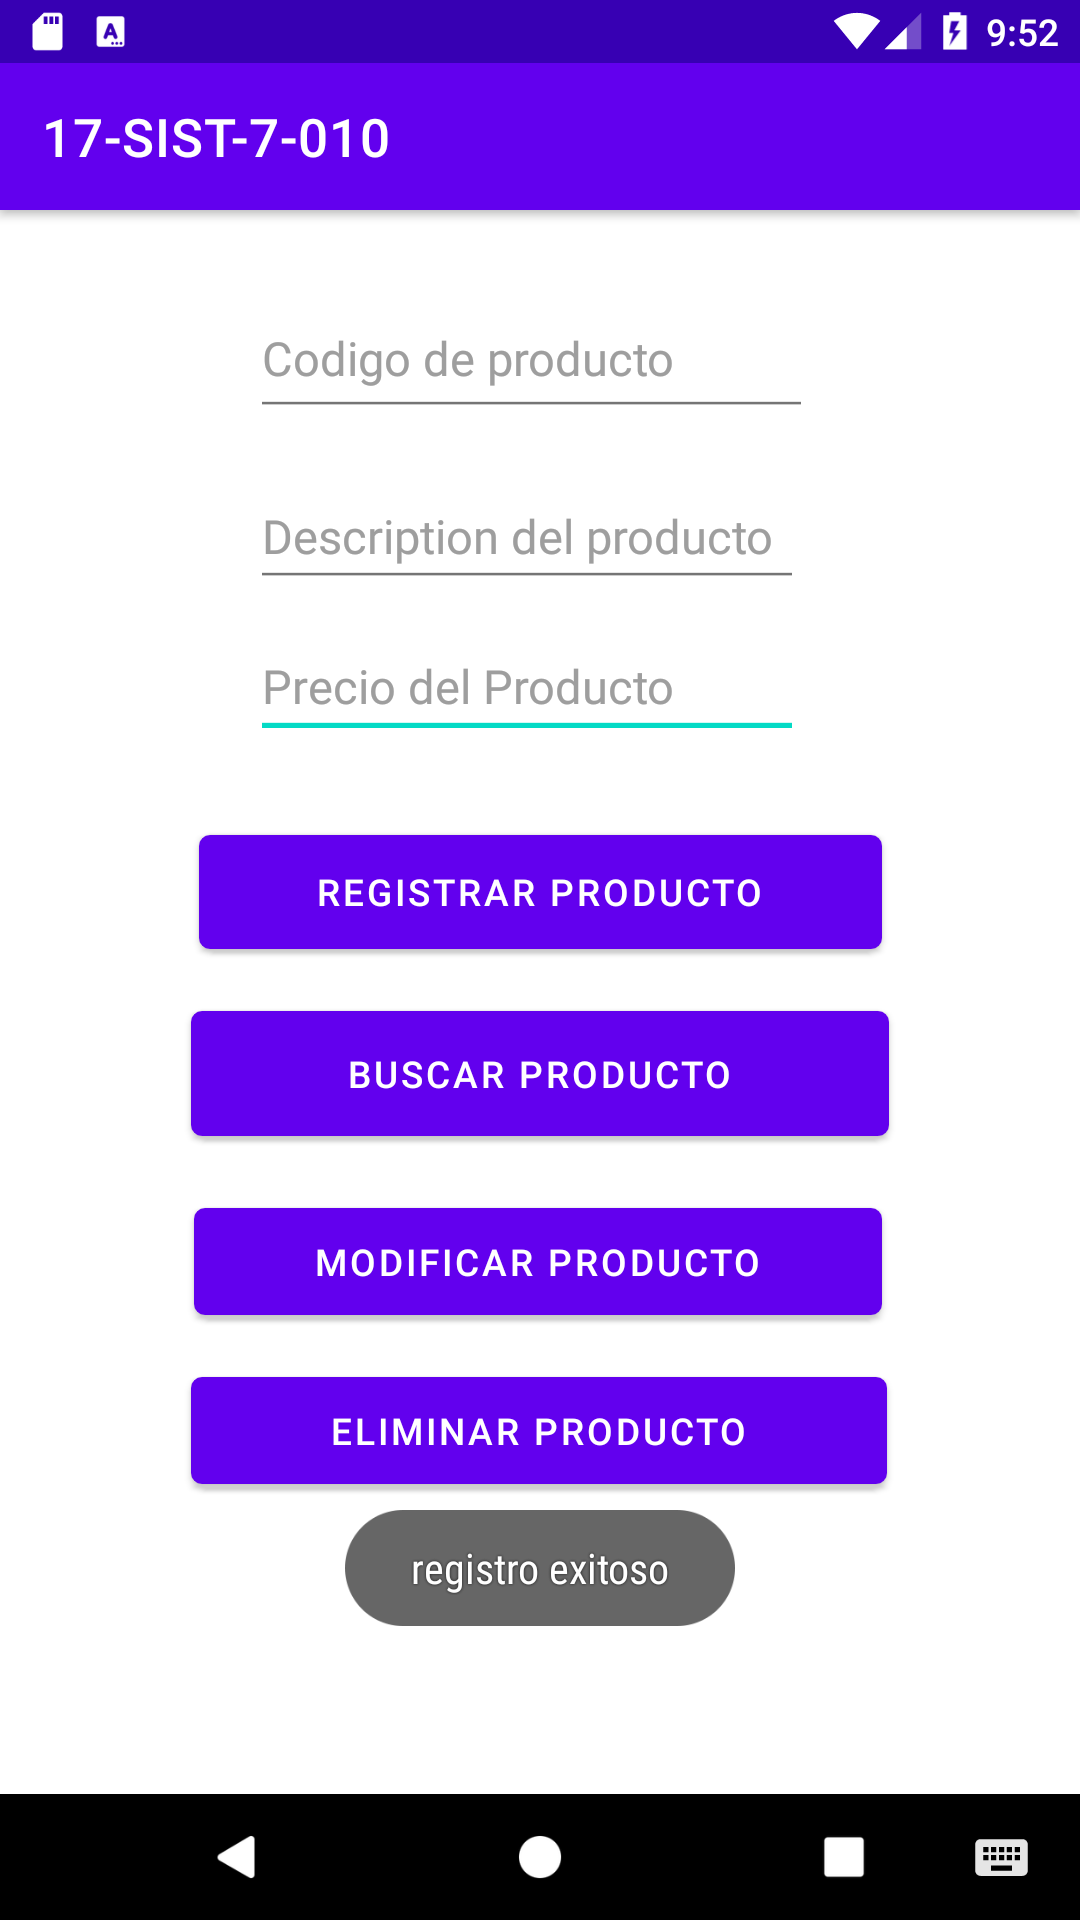 9:52
17-SIST-7-010
Codigo de producto
Description del producto
Precio del Producto
REGISTRAR PRODUCTO
BUSCAR PRODUCTO
MODIFICAR PRODUCTO
ELIMINAR PRODUCTO
registro exitoso